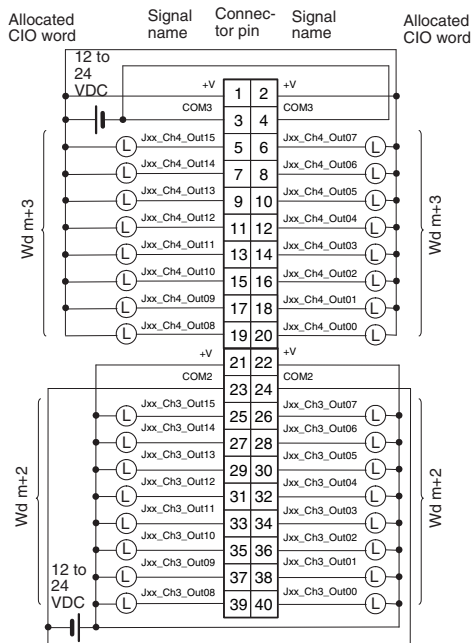 Allocated CIO word Signal name Connec-tor pin Signal name Allocated CIO word
12 to 24 VDC
+V 1 2 +V
COM3 3 4 COM3
Jxx_Ch4_Out15 5 6 Jxx_Ch4_Out07
L L
Jxx_Ch4_Out14 7 8 Jxx_Ch4_Out06
L L
Jxx_Ch4_Out13 9 10 Jxx_Ch4_Out05
L L
Jxx_Ch4_Out12 11 12 Jxx_Ch4_Out04
L L
Jxx_Ch4_Out11 13 14 Jxx_Ch4_Out03
L L
Jxx_Ch4_Out10 15 16 Jxx_Ch4_Out02
L L
Jxx_Ch4_Out09 17 18 Jxx_Ch4_Out01
L L
Jxx_Ch4_Out08 19 20 Jxx_Ch4_Out00
L L
Wd m+3 Wd m+3
+V 21 22 +V
COM2 23 24 COM2
Jxx_Ch3_Out15 25 26 Jxx_Ch3_Out07
L L
Jxx_Ch3_Out14 27 28 Jxx_Ch3_Out06
L L
Jxx_Ch3_Out13 29 30 Jxx_Ch3_Out05
L L
Jxx_Ch3_Out12 31 32 Jxx_Ch3_Out04
L L
Jxx_Ch3_Out11 33 34 Jxx_Ch3_Out03
L L
Jxx_Ch3_Out10 35 36 Jxx_Ch3_Out02
L L
Jxx_Ch3_Out09 37 38 Jxx_Ch3_Out01
L L
Jxx_Ch3_Out08 39 40 Jxx_Ch3_Out00
L L
Wd m+2 Wd m+2
12 to 24 VDC